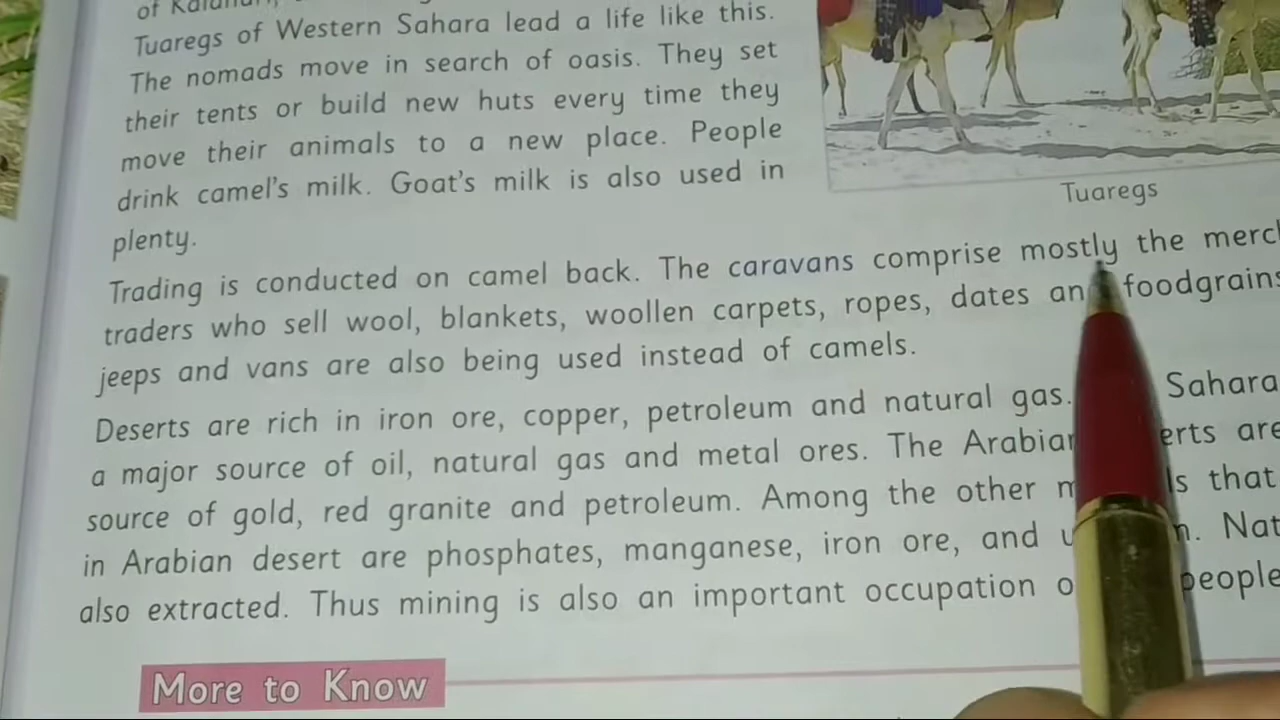 of
Tuaregs of Western Sahara lead a life like this.
The nomads move in search of oasis. They set
their tents or build new huts every time they
move their animals to a new place. People
drink camel's milk. Goat's milk is also used in
plenty.
Tuaregs
Trading is conducted on camel back. The caravans comprise mostly the
traders who sell wool, blankets, woollen carpets, ropes, dates and foodgrains
jeeps and vans are also being used instead of camels.
Deserts are rich in iron ore, copper, petroleum and natural gas. Sahara
a major source of oil, natural gas and metal ores. The Arabian are
source of gold, red granite and petroleum. Among the other that
in Arabian desert are phosphates, manganese, iron ore, and
also extracted. Thus mining is also an important occupation people
More to Know